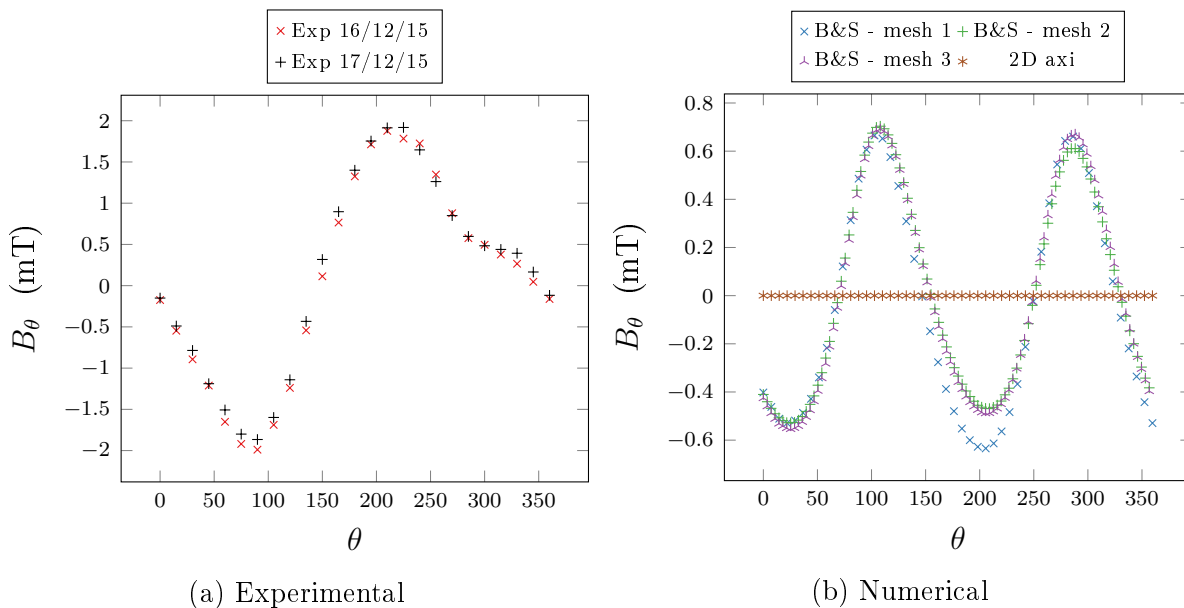 Exp 16/12/15
Exp 17/12/15
2
1.5
1
0.5
0
−0.5
−1
−1.5
−2
0 50 100 150 200 250 300 350
B_θ (mT)
θ
(a) Experimental
B&S - mesh 1 B&S - mesh 2
B&S - mesh 3 2D axi
0.8
0.6
0.4
0.2
0
−0.2
−0.4
−0.6
0 50 100 150 200 250 300 350
B_θ (mT)
θ
(b) Numerical